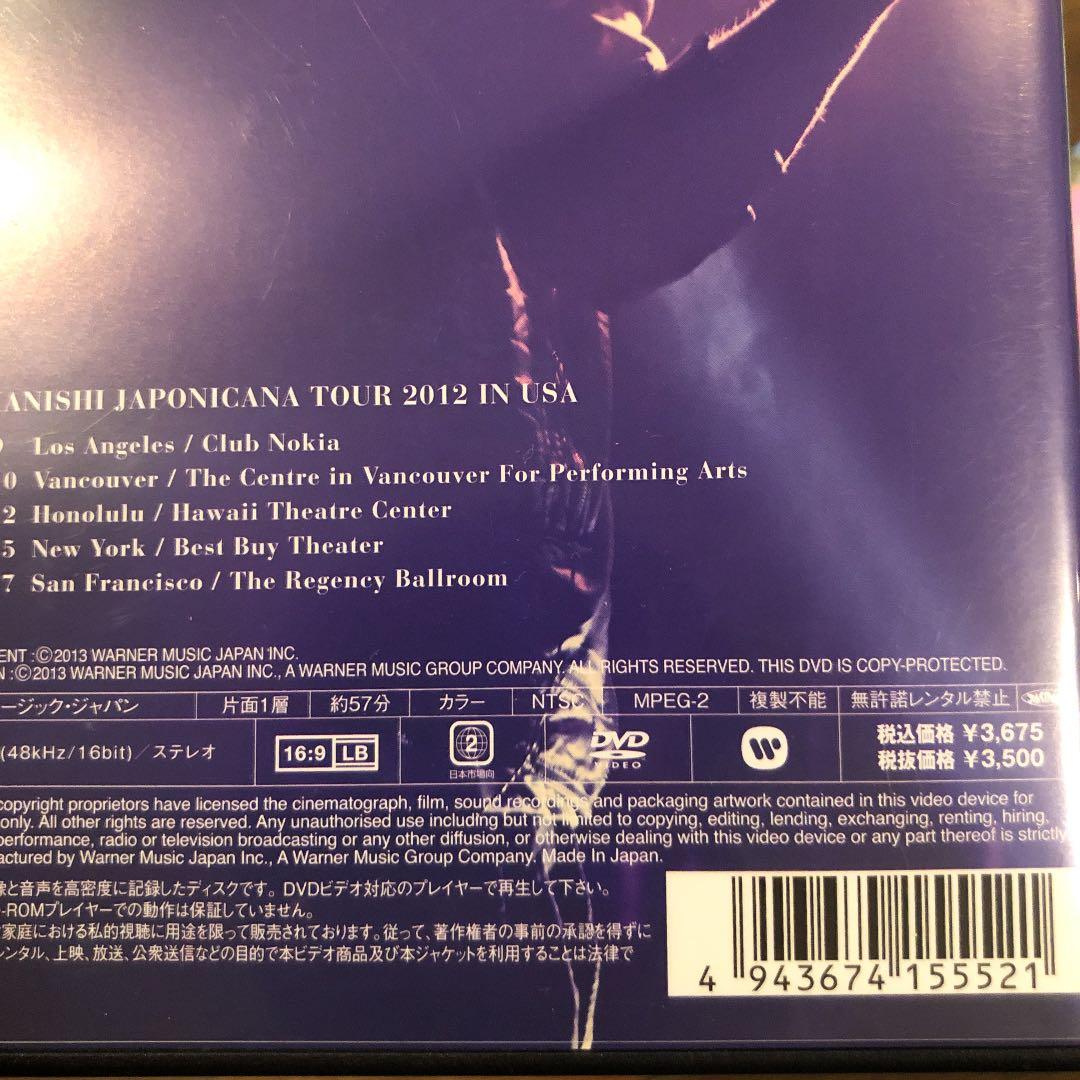 ANISHI JAPONICANA TOUR 2012 IN USA
9 Los Angeles / Club Nokia
0 Vancouver / The Centre in Vancouver For Performing Arts
2 Honolulu / Hawaii Theatre Center
5 New York / Best Buy Theater
7 San Francisco / The Regency Ballroom
ENT :Ⓒ2013 WARNER MUSIC JAPAN INC.
N :Ⓒ2013 WARNER MUSIC JAPAN INC., A WARNER MUSIC GROUP COMPANY. ALL RIGHTS RESERVED. THIS DVD IS COPY-PROTECTED.
ージック・ジャパン 片面1層 約57分 カラー NTSC MPEG-2 複製不能 無許諾レンタル禁止
(48kHz/16bit)／ステレオ 16:9 LB 2 日本市場向 DVD VIDEO 税込価格 ￥3,675
税抜価格 ￥3,500
copyright proprietors have licensed the cinematograph, film, sound recordings and packaging artwork contained in this video device for
only. All other rights are reserved. Any unauthorised use including but not limited to copying, editing, lending, exchanging, renting, hiring,
performance, radio or television broadcasting or any other diffusion, or otherwise dealing with this video device or any part thereof is strictly
actured by Warner Music Japan Inc., A Warner Music Group Company. Made In Japan.
像と音声を高密度に記録したディスクです。DVDビデオ対応のプレイヤーで再生して下さい。
-ROMプレイヤーでの動作は保証していません。
家庭における私的視聴に用途を限って販売されております。従って、著作権者の事前の承認を得ずに
ンタル、上映、放送、公衆送信などの目的で本ビデオ商品及び本ジャケットを利用することは法律で
4 943674 155521